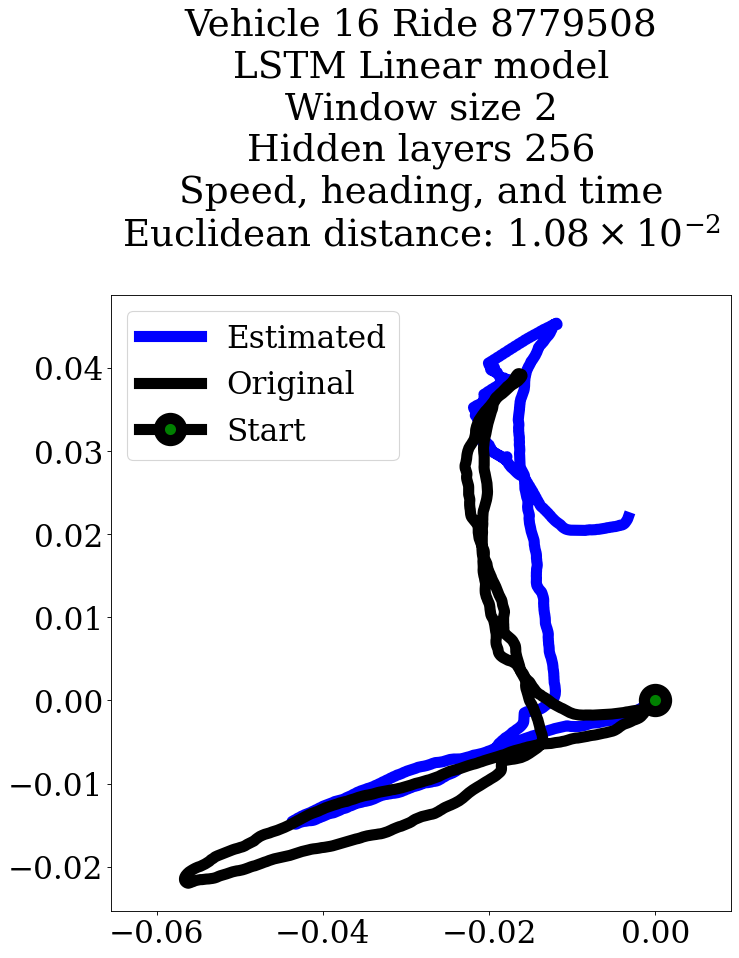 Vehicle 16 Ride 8779508
LSTM Linear model
Window size 2
Hidden layers 256
Speed, heading, and time
Euclidean distance: 1.08 × 10⁻²
Estimated
Original
Start
0.04
0.03
0.02
0.01
0.00
−0.01
−0.02
−0.06 −0.04 −0.02 0.00